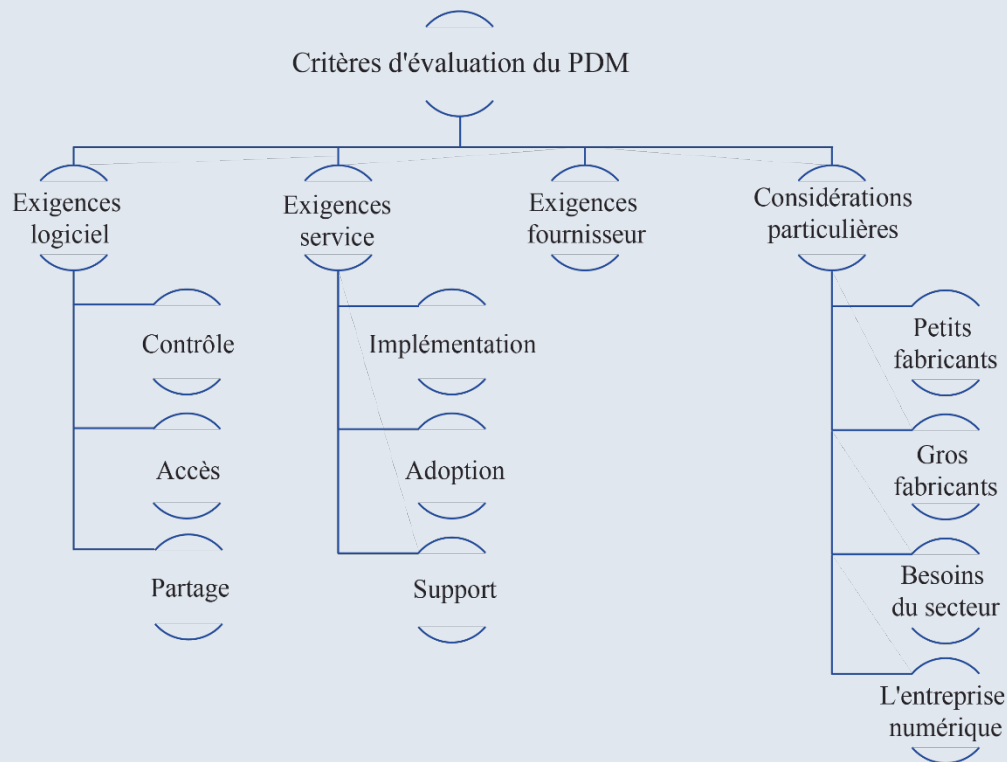 Critères d'évaluation du PDM
Exigences
logiciel
Exigences
service
Exigences
fournisseur
Considérations
particulières
Contrôle
Accès
Partage
Implémentation
Adoption
Support
Petits
fabricants
Gros
fabricants
Besoins
du secteur
L'entreprise
numérique